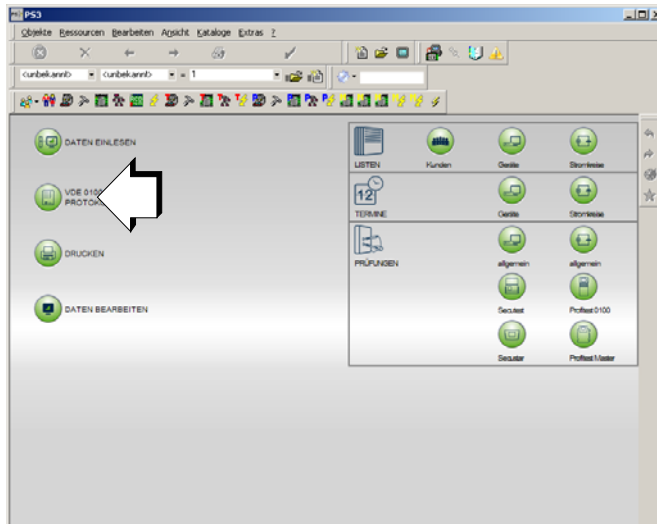 PS3
Objekte Ressourcen Bearbeiten Ansicht Kataloge Extras ?
<unbekannt> <unbekannt> = 1
DATEN EINLESEN
VDE 0100
DRUCKEN
DATEN BEARBEITEN
LISTEN Kunden Geräte Stromkreise
12
TERMINE Geräte Stromkreise
PRÜFUNGEN allgemein allgemein
Secutest Profitest 0100
Secustar Profitest Master